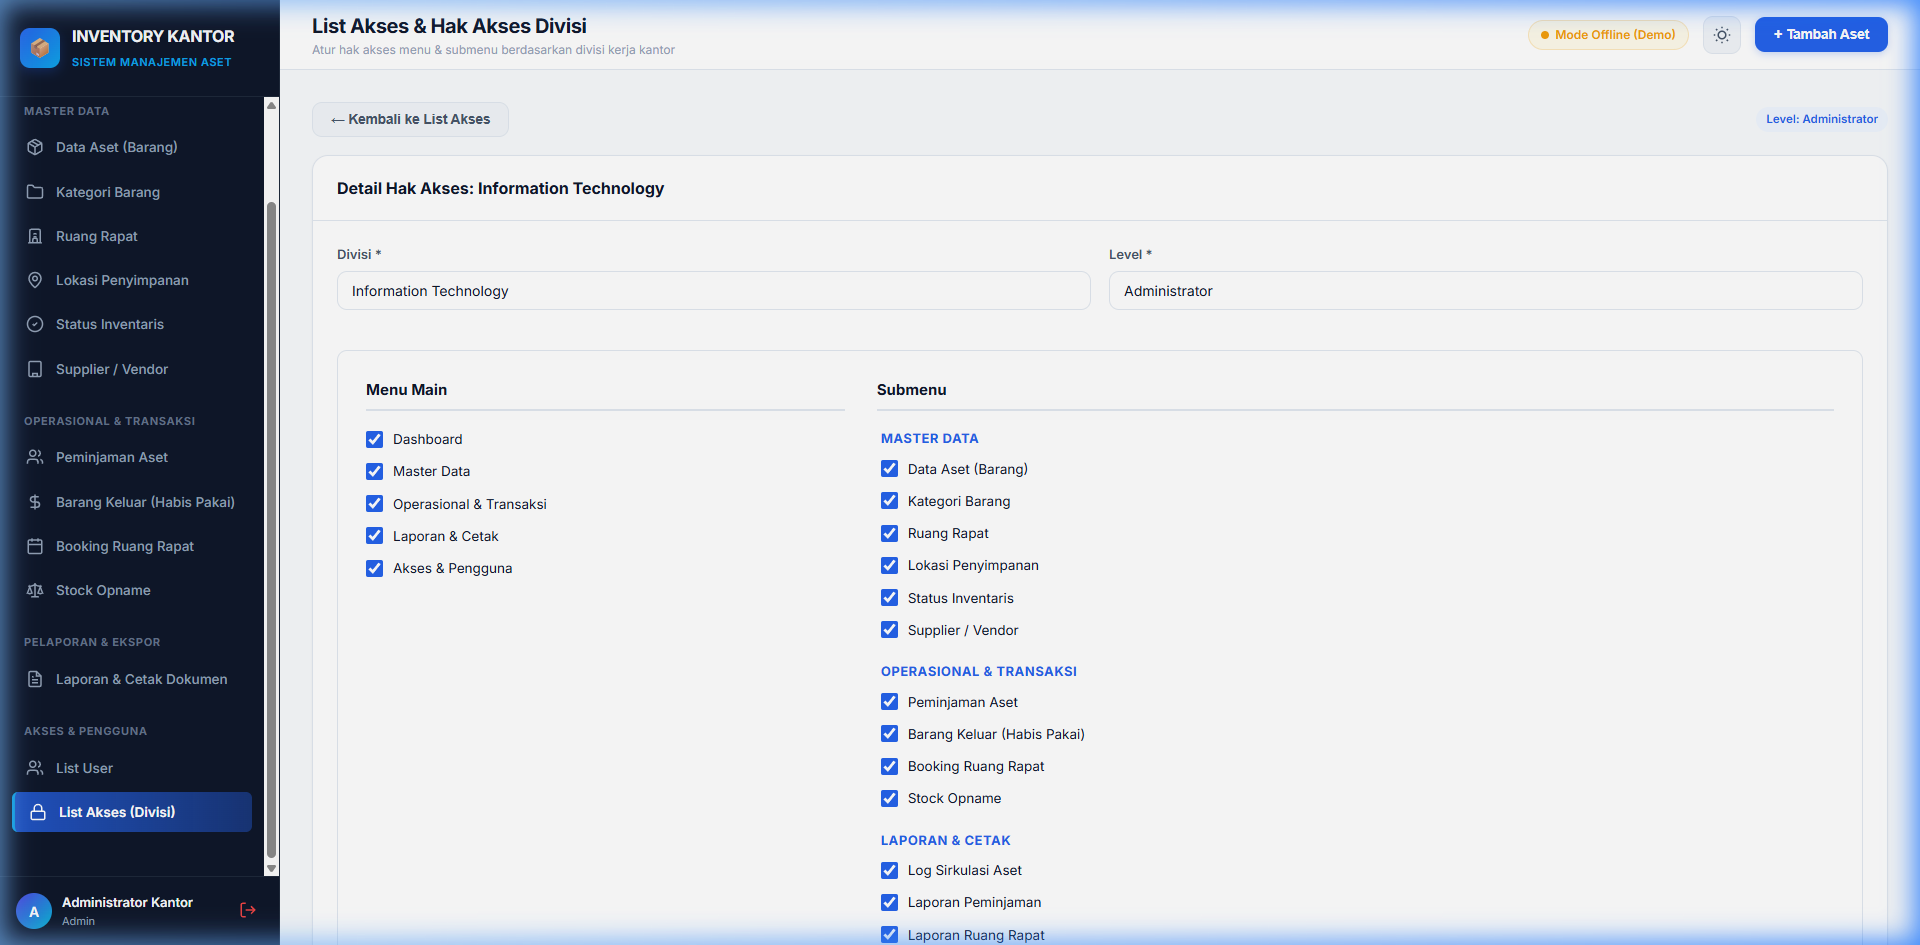 INVENTORY KANTOR
SISTEM MANAJEMEN ASET
MASTER DATA
Data Aset (Barang)
Kategori Barang
Ruang Rapat
Lokasi Penyimpanan
Status Inventaris
Supplier / Vendor
OPERASIONAL & TRANSAKSI
Peminjaman Aset
Barang Keluar (Habis Pakai)
Booking Ruang Rapat
Stock Opname
PELAPORAN & EKSPOR
Laporan & Cetak Dokumen
AKSES & PENGGUNA
List User
List Akses (Divisi)
A
Administrator Kantor
Admin
List Akses & Hak Akses Divisi
Atur hak akses menu & submenu berdasarkan divisi kerja kantor
Mode Offline (Demo)
+ Tambah Aset
← Kembali ke List Akses
Level: Administrator
Detail Hak Akses: Information Technology
Divisi *
Information Technology
Level *
Administrator
Menu Main
Dashboard
Master Data
Operasional & Transaksi
Laporan & Cetak
Akses & Pengguna
Submenu
MASTER DATA
Data Aset (Barang)
Kategori Barang
Ruang Rapat
Lokasi Penyimpanan
Status Inventaris
Supplier / Vendor
OPERASIONAL & TRANSAKSI
Peminjaman Aset
Barang Keluar (Habis Pakai)
Booking Ruang Rapat
Stock Opname
LAPORAN & CETAK
Log Sirkulasi Aset
Laporan Peminjaman
Laporan Ruang Rapat